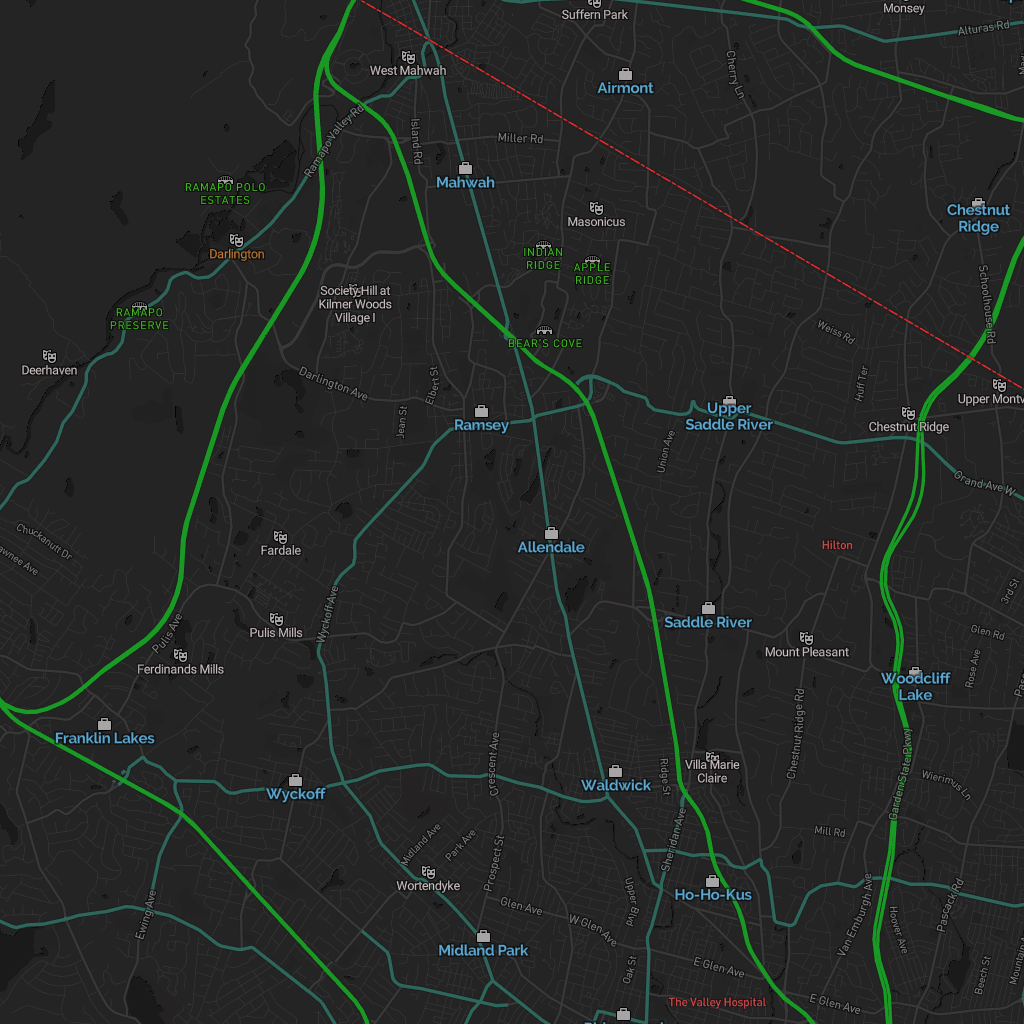 Suffern Park
Monsey
Alturas Rd
West Mahwah
Airmont
Cherry Ln
Ramapo Valley Rd
Island Rd
Miller Rd
Mahwah
RAMAPO POLO
ESTATES
Masonicus
Chestnut
Ridge
Darlington
INDIAN
RIDGE
APPLE
RIDGE
Society Hill at
Kilmer Woods
Village I
Schoolhouse Rd
RAMAPO
PRESERVE
BEAR'S COVE
Weiss Rd
Deerhaven
Darlington Ave
Elbert St
Huff Ter
Jean St
Ramsey
Upper
Saddle River
Chestnut Ridge
Union Ave
Grand Ave W
Chuckanutt Dr
Fardale
Allendale
Hilton
3rd St
Wyckoff Ave
Pulis Ave
Pulis Mills
Saddle River
Glen Rd
Mount Pleasant
Ferdinands Mills
Rose Ave
Woodcliff
Lake
Franklin Lakes
Chestnut Ridge Rd
Crescent Ave
Ridge St
Villa Marie
Claire
Garden State Pkwy
Wyckoff
Waldwick
Wierimus Ln
Midland Ave
Park Ave
Sheridan Ave
Mill Rd
Prospect St
Wortendyke
Ho-Ho-Kus
Upper Blvd
Glen Ave
W Glen Ave
Ewing Ave
Van Emburgh Ave
Hoover Ave
Pascack Rd
Midland Park
Oak St
E Glen Ave
Beech St
The Valley Hospital
E Glen Ave